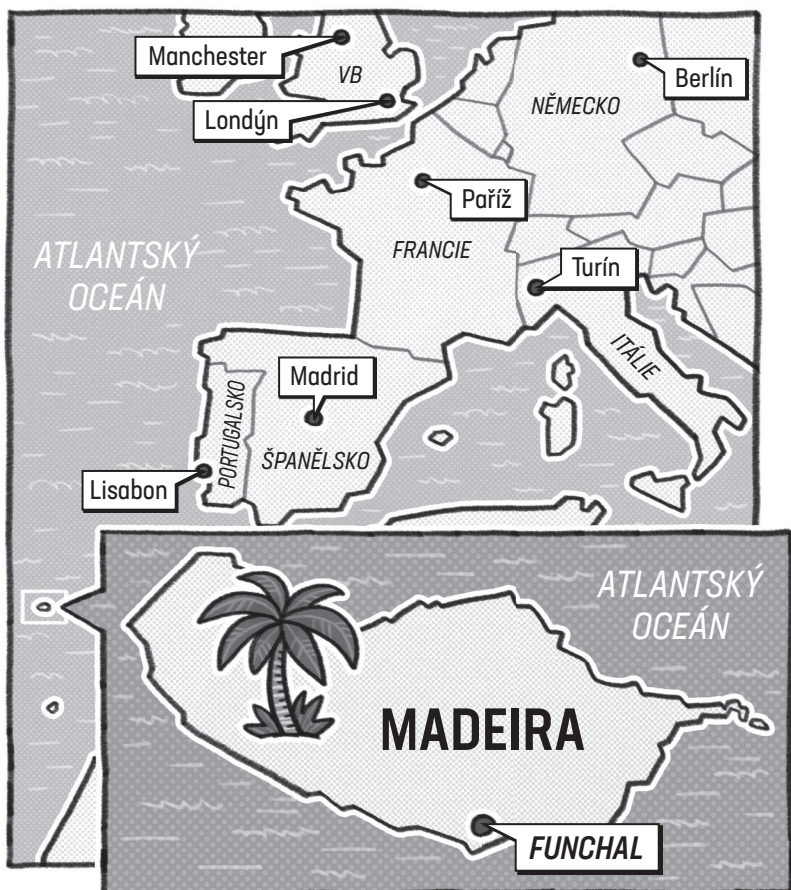 Manchester
VB
Londýn
Berlín
NĚMECKO
Paříž
FRANCIE
ATLANTSKÝ
OCEÁN
Turín
ITÁLIE
Madrid
PORTUGALSKO
ŠPANĚLSKO
Lisabon
ATLANTSKÝ
OCEÁN
MADEIRA
FUNCHAL